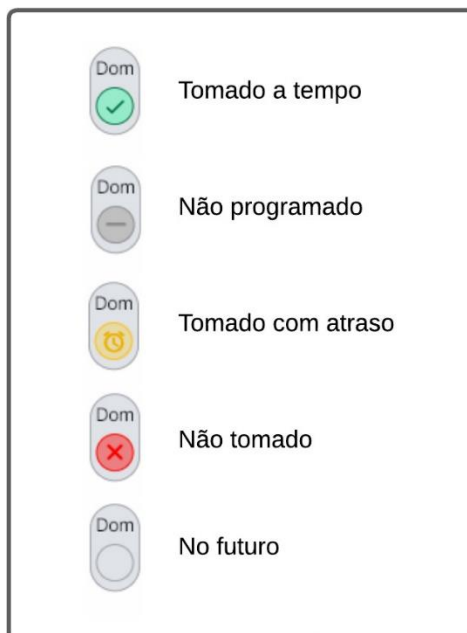 Dom
Tomado a tempo
Dom
Não programado
Dom
Tomado com atraso
Dom
Não tomado
Dom
No futuro